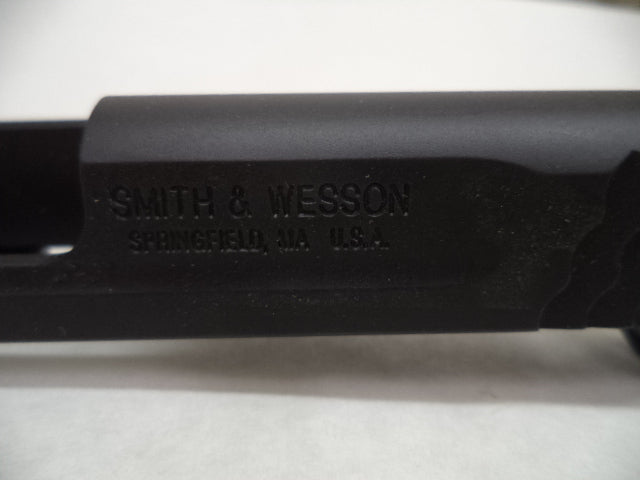 SMITH & WESSON
SPRINGFIELD, MA U.S.A.